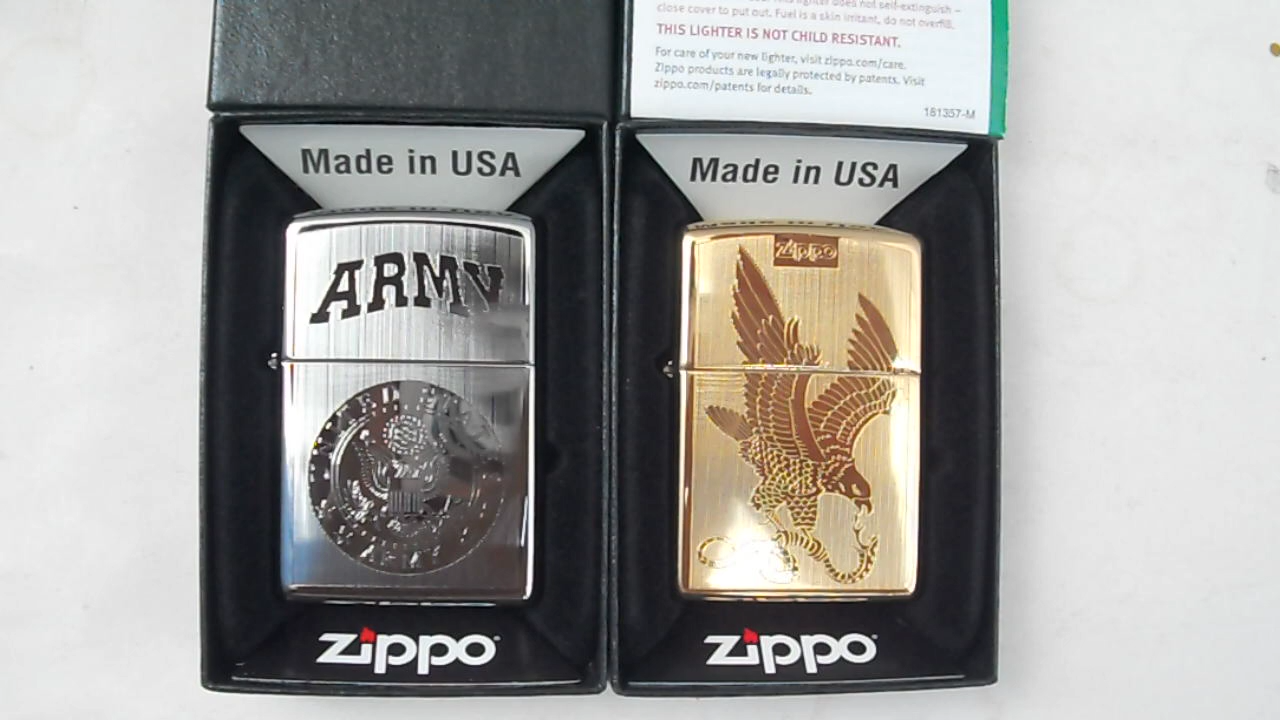 close cover to put out. Fuel is a skin irritant, do not overfill.
THIS LIGHTER IS NOT CHILD RESISTANT.
For care of your new lighter, visit zippo.com/care.
Zippo products are legally protected by patents. Visit
zippo.com/patents for details.
181357-M
Made in USA
Made in USA
ARMY
Zippo
zippo
zippo